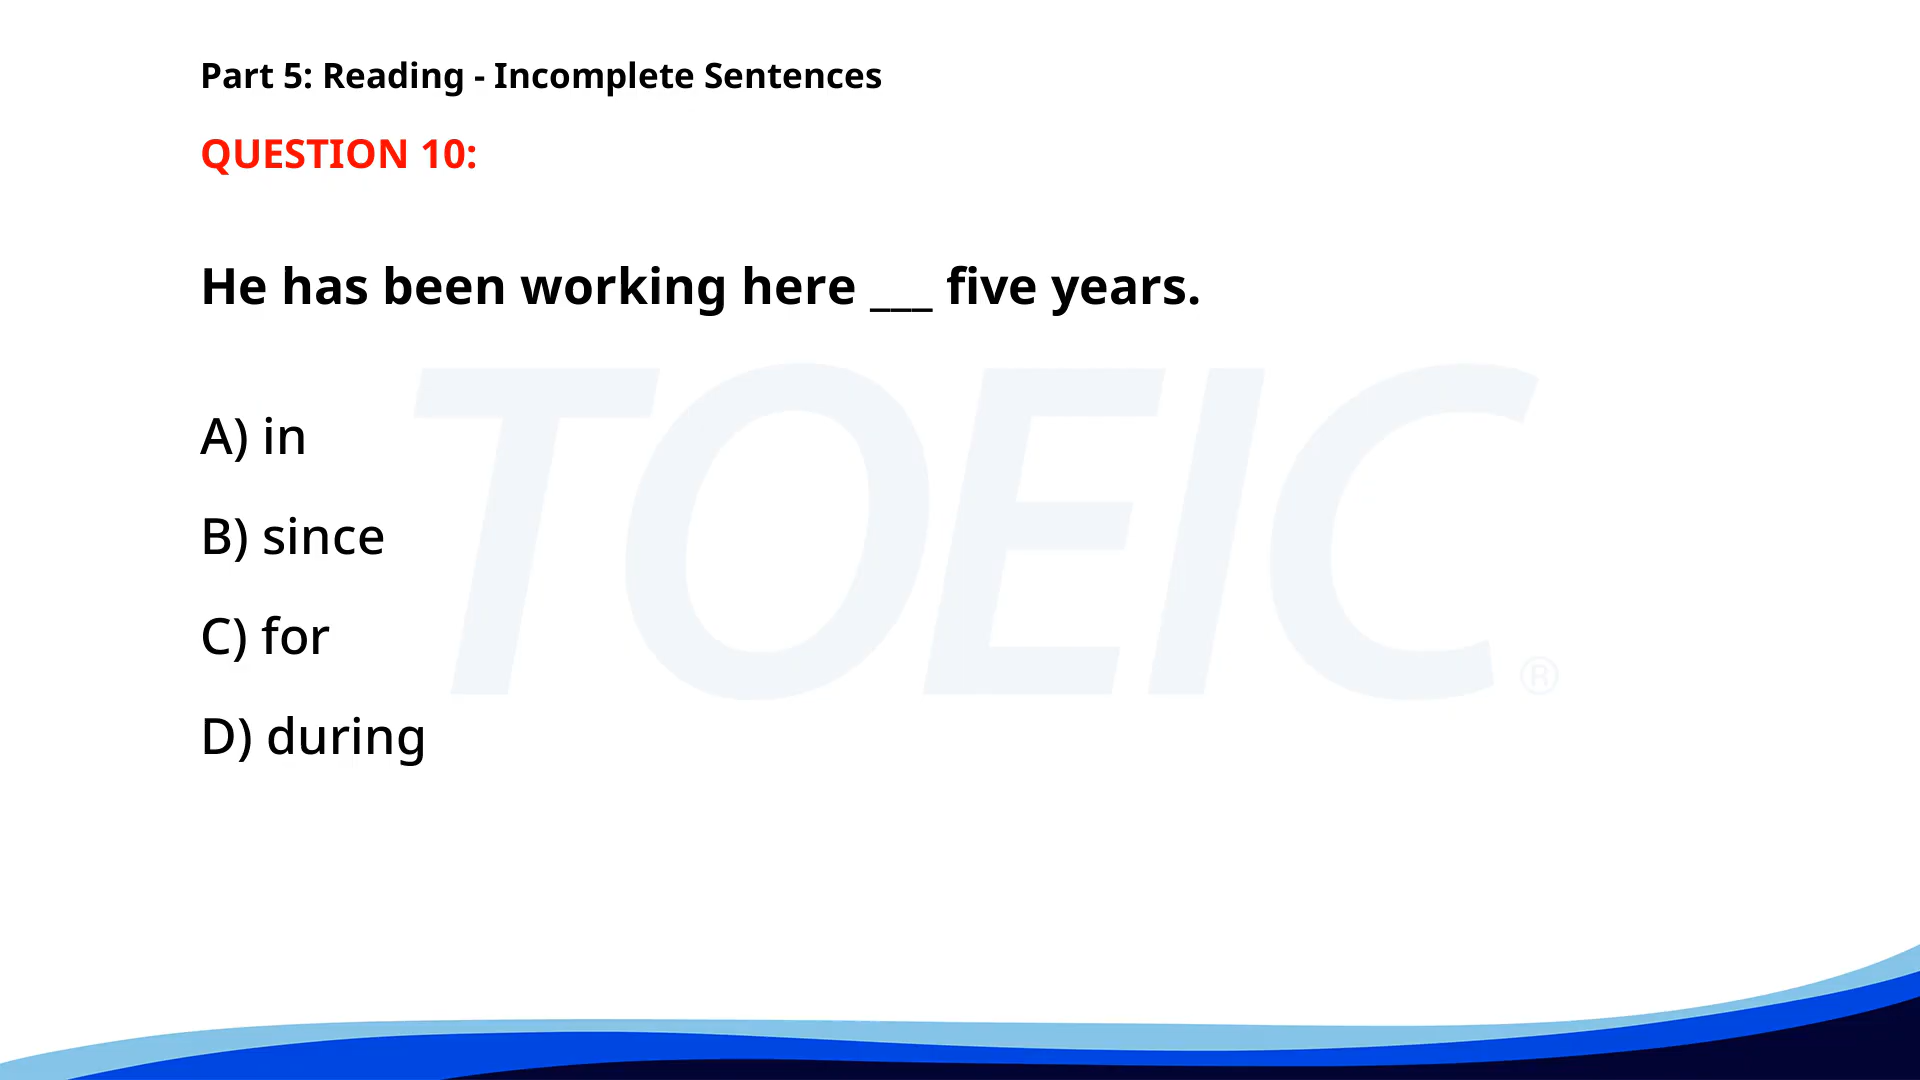 Part 5: Reading - Incomplete Sentences
QUESTION 10:
He has been working here ___ five years.
TOEIC®
A) in
B) since
C) for
D) during